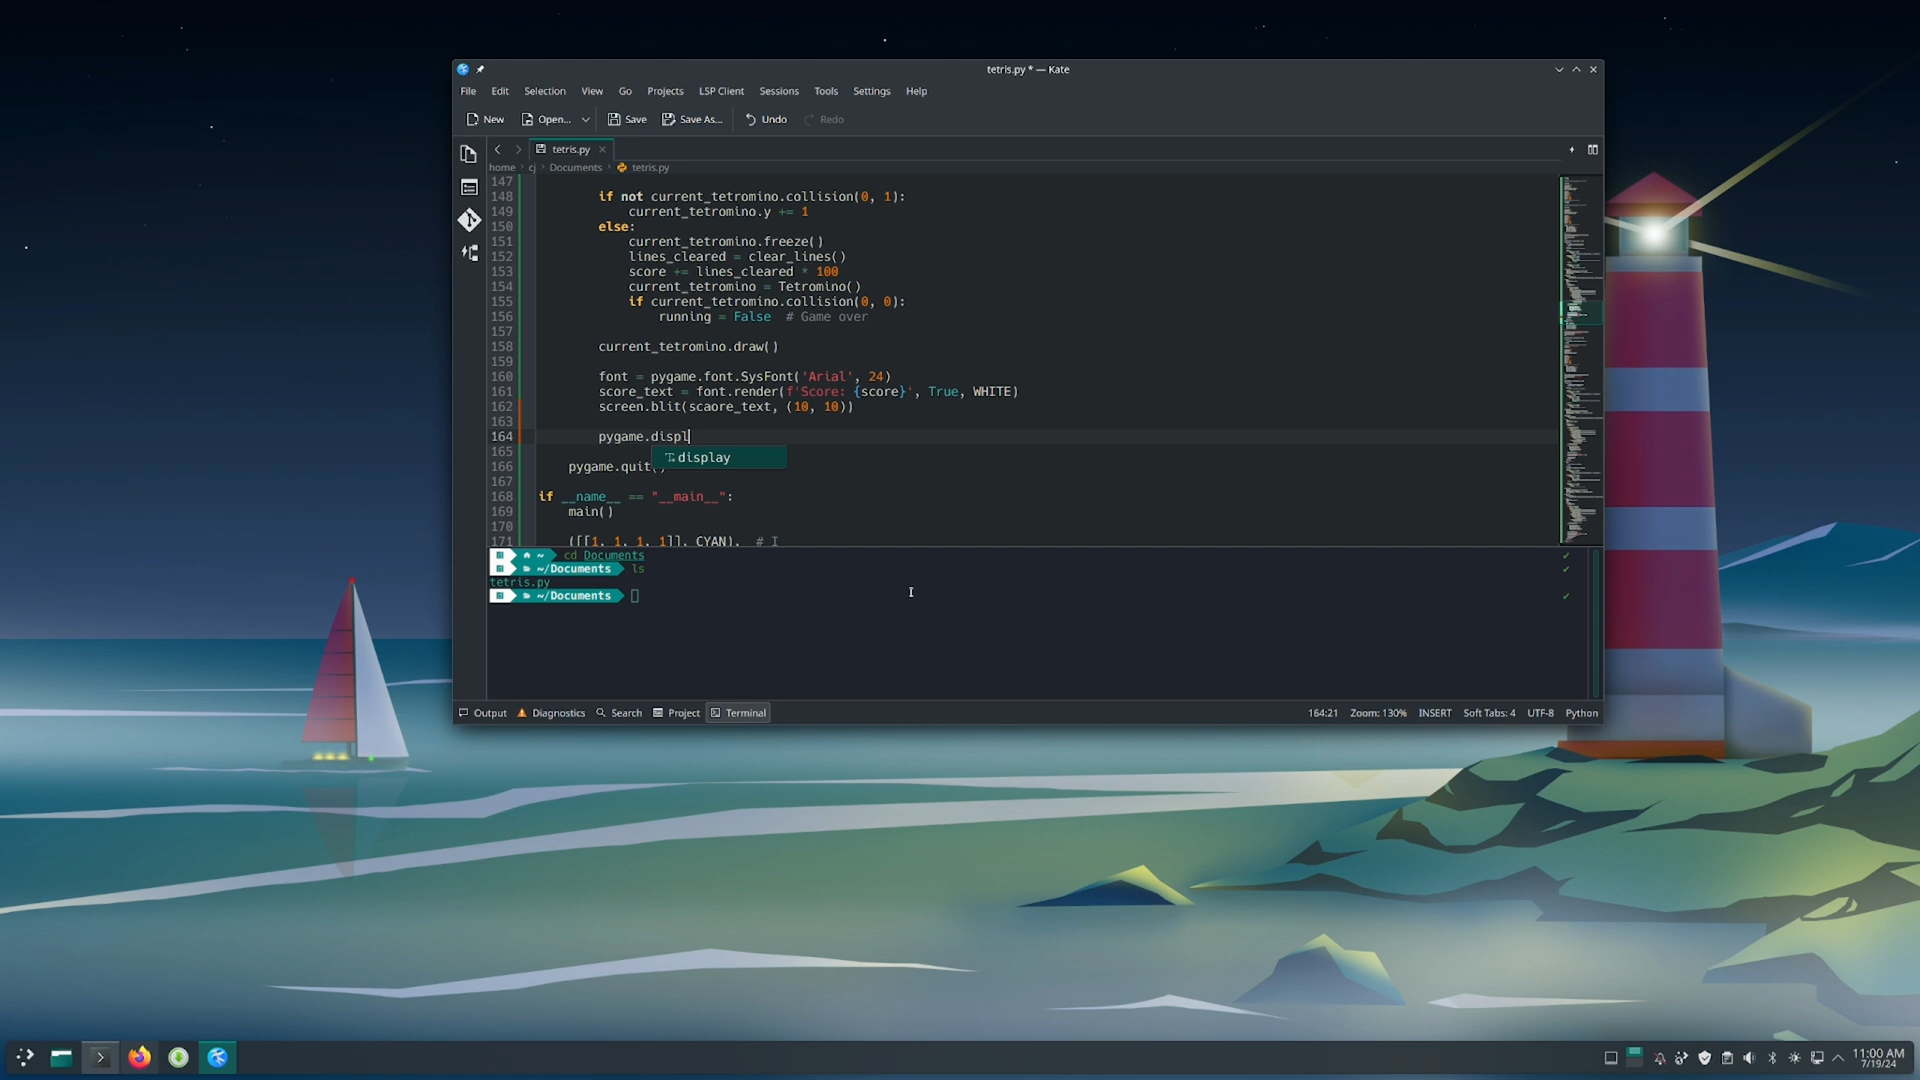 tetris.py * — Kate
File Edit Selection View Go Projects LSP Client Sessions Tools Settings Help
New Open... Save Save As... Undo Redo
tetris.py
home › cj › Documents › tetris.py
147
148 if not current_tetromino.collision(0, 1):
149 current_tetromino.y += 1
150 else:
151 current_tetromino.freeze()
152 lines_cleared = clear_lines()
153 score += lines_cleared * 100
154 current_tetromino = Tetromino()
155 if current_tetromino.collision(0, 0):
156 running = False # Game over
157
158 current_tetromino.draw()
159
160 font = pygame.font.SysFont('Arial', 24)
161 score_text = font.render(f'Score: {score}', True, WHITE)
162 screen.blit(scaore_text, (10, 10))
163
164 pygame.displ
165
display
166 pygame.quit()
167
168 if __name__ == "__main__":
169 main()
170
171 ([[1, 1, 1, 1]], CYAN), # I
~ cd Documents
~/Documents ls
tetris.py
~/Documents
Output Diagnostics Search Project Terminal 164:21 Zoom: 130% INSERT Soft Tabs: 4 UTF-8 Python
11:00 AM
7/19/24